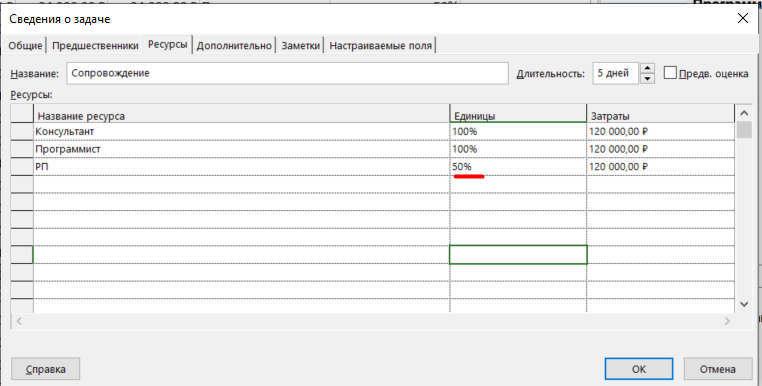 Программ
Сведения о задаче
Общие Предшественники Ресурсы Дополнительно Заметки Настраиваемые поля
Название: Сопровождение Длительность: 5 дней Предв. оценка
Ресурсы:
Название ресурса Единицы Затраты
Консультант 100% 120 000,00 ₽
Программист 100% 120 000,00 ₽
РП 50% 120 000,00 ₽
Справка ОК Отмена